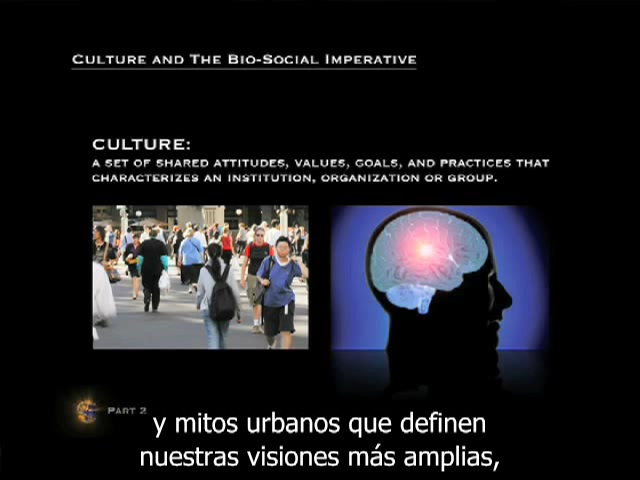 CULTURE AND THE BIO-SOCIAL IMPERATIVE
CULTURE:
A SET OF SHARED ATTITUDES, VALUES, GOALS, AND PRACTICES THAT
CHARACTERIZES AN INSTITUTION, ORGANIZATION OR GROUP.
PART 2
y mitos urbanos que definen
nuestras visiones más amplias,